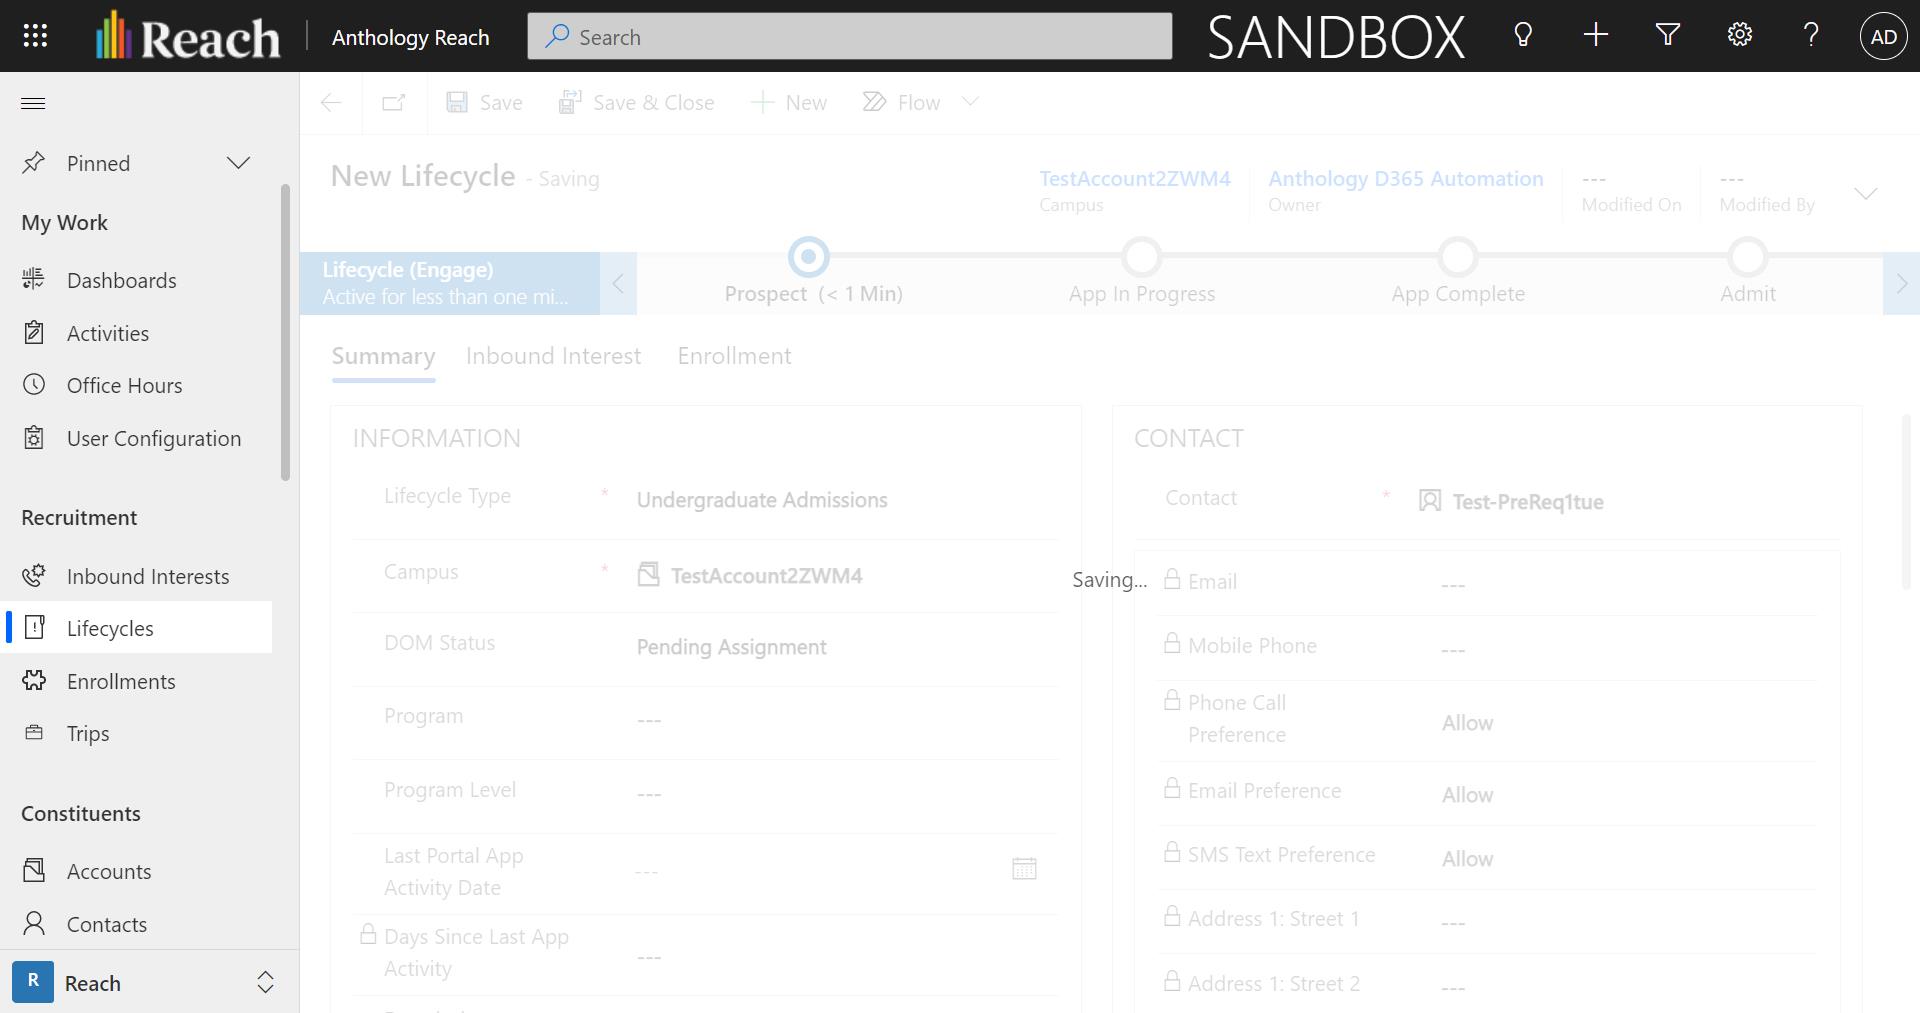 Reach
Anthology Reach
Search
SANDBOX
AD
Save
Save & Close
New
Flow
Pinned
My Work
Dashboards
Activities
Office Hours
User Configuration
Recruitment
Inbound Interests
Lifecycles
Enrollments
Trips
Constituents
Accounts
Contacts
R
Reach
New Lifecycle - Saving
TestAccount2ZWM4
Campus
Anthology D365 Automation
Owner
---
Modified On
---
Modified By
Lifecycle (Engage)
Active for less than one mi...
Prospect (< 1 Min)
App In Progress
App Complete
Admit
Summary
Inbound Interest
Enrollment
INFORMATION
Lifecycle Type * Undergraduate Admissions
Campus * TestAccount2ZWM4
DOM Status Pending Assignment
Program ---
Program Level ---
Last Portal App
Activity Date ---
Days Since Last App
Activity ---
Saving...
CONTACT
Contact * Test-PreReq1tue
Email ---
Mobile Phone ---
Phone Call
Preference Allow
Email Preference Allow
SMS Text Preference Allow
Address 1: Street 1 ---
Address 1: Street 2 ---